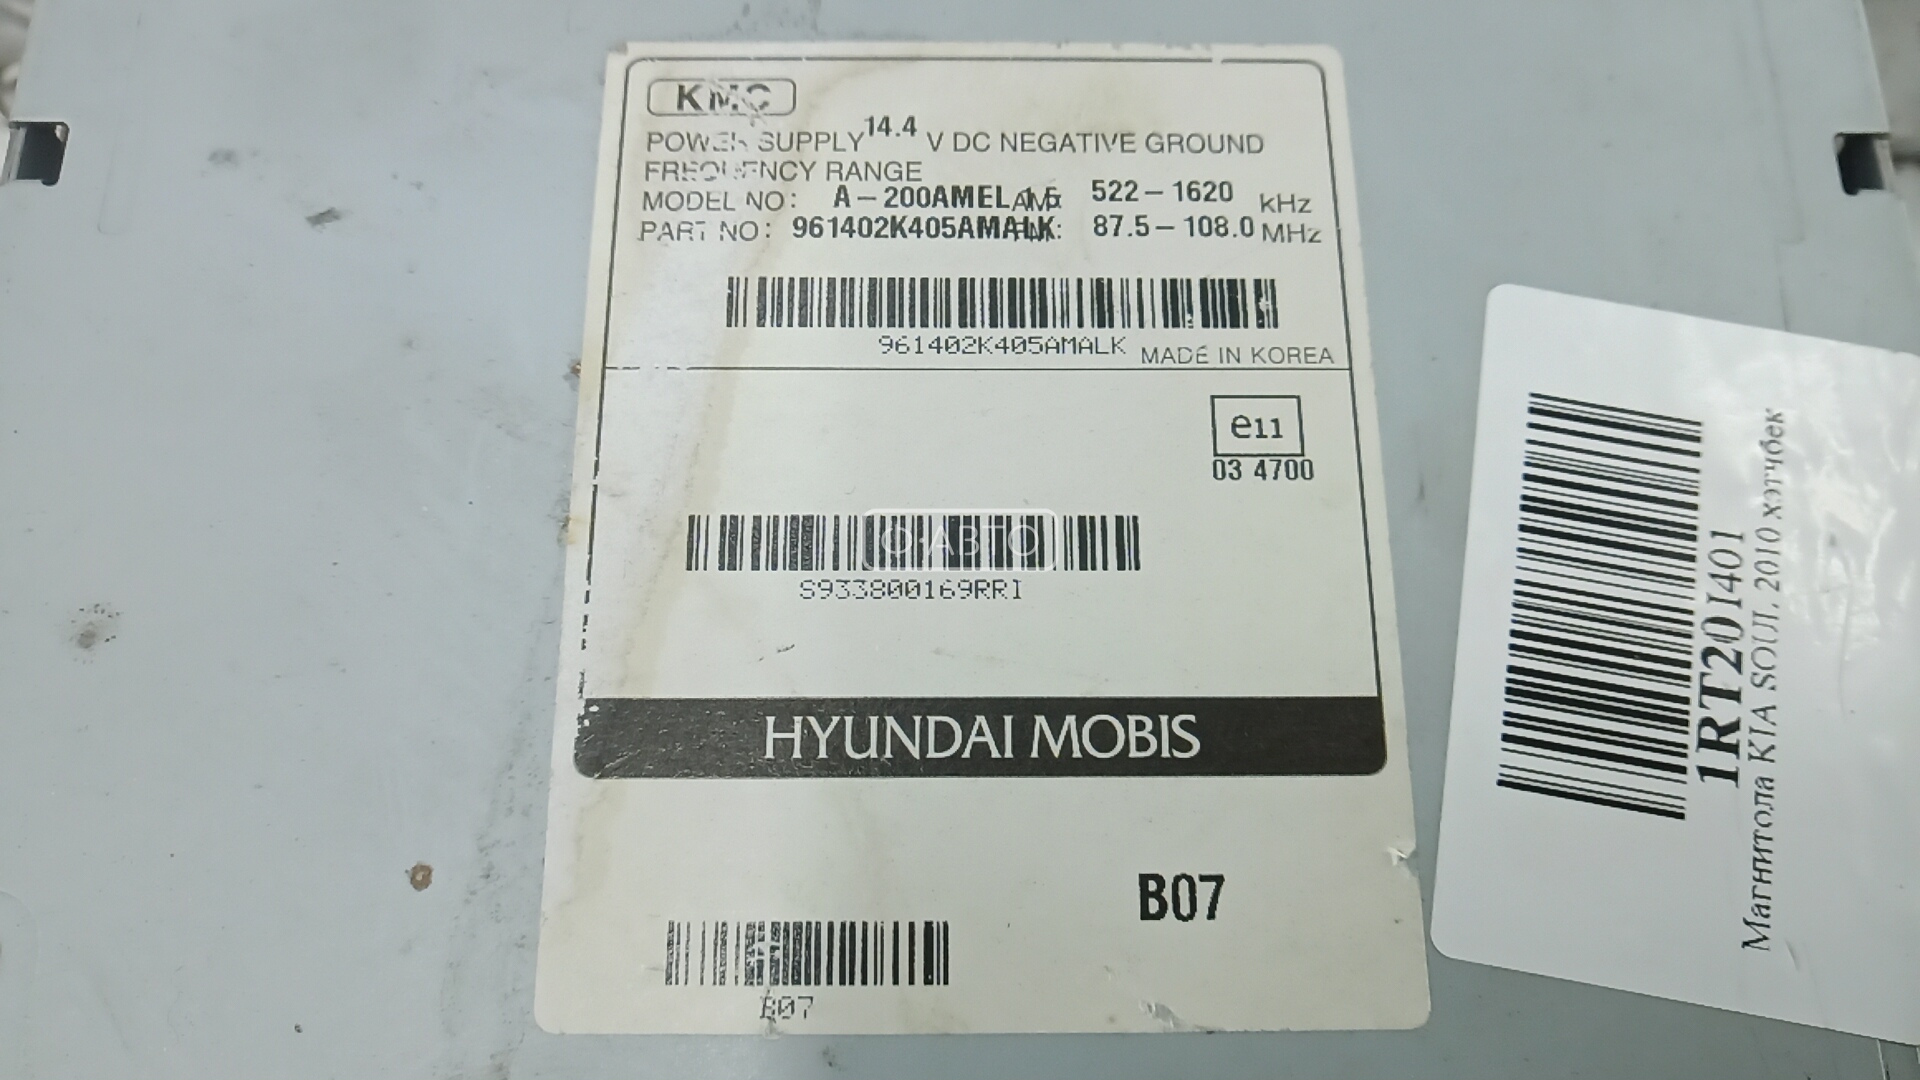 KMC
POWER SUPPLY 14.4 V DC NEGATIVE GROUND
FREQUENCY RANGE
MODEL NO: A-200AMEL AM: 522-1620 kHz
PART NO: 961402K405AMALK 87.5-108.0 MHz
961402K405AMALK MADE IN KOREA
e11
03 4700
О·АВТО
S933800169RRI
HYUNDAI MOBIS
B07
B07
1RT20I401
Магнитола KIA SOUL 2010 хэтчбек